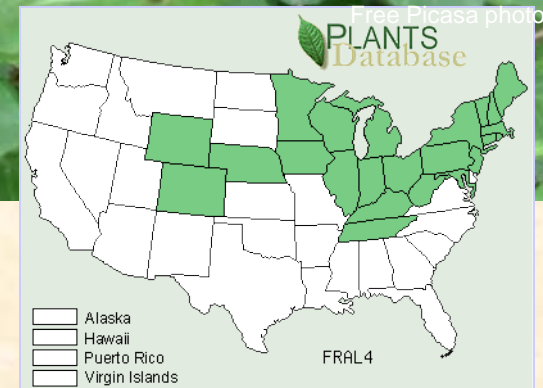 Free Picasa photo
PLANTS
Database
Alaska
Hawaii
Puerto Rico
Virgin Islands
FRAL4